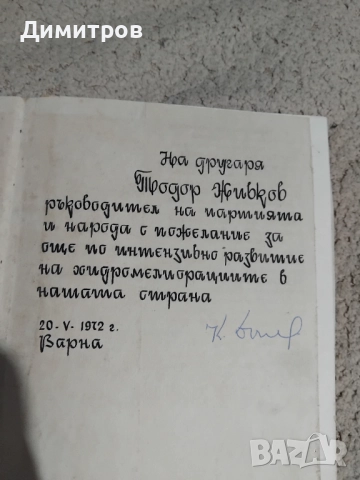 Димитров
На другаря
Тодор Живков
ръководител на партията
и народа с пожелание за
още по интензивно развитие
на хидромелиорациите в
нашата страна
20-V-1972 г.
Варна
BAZAR